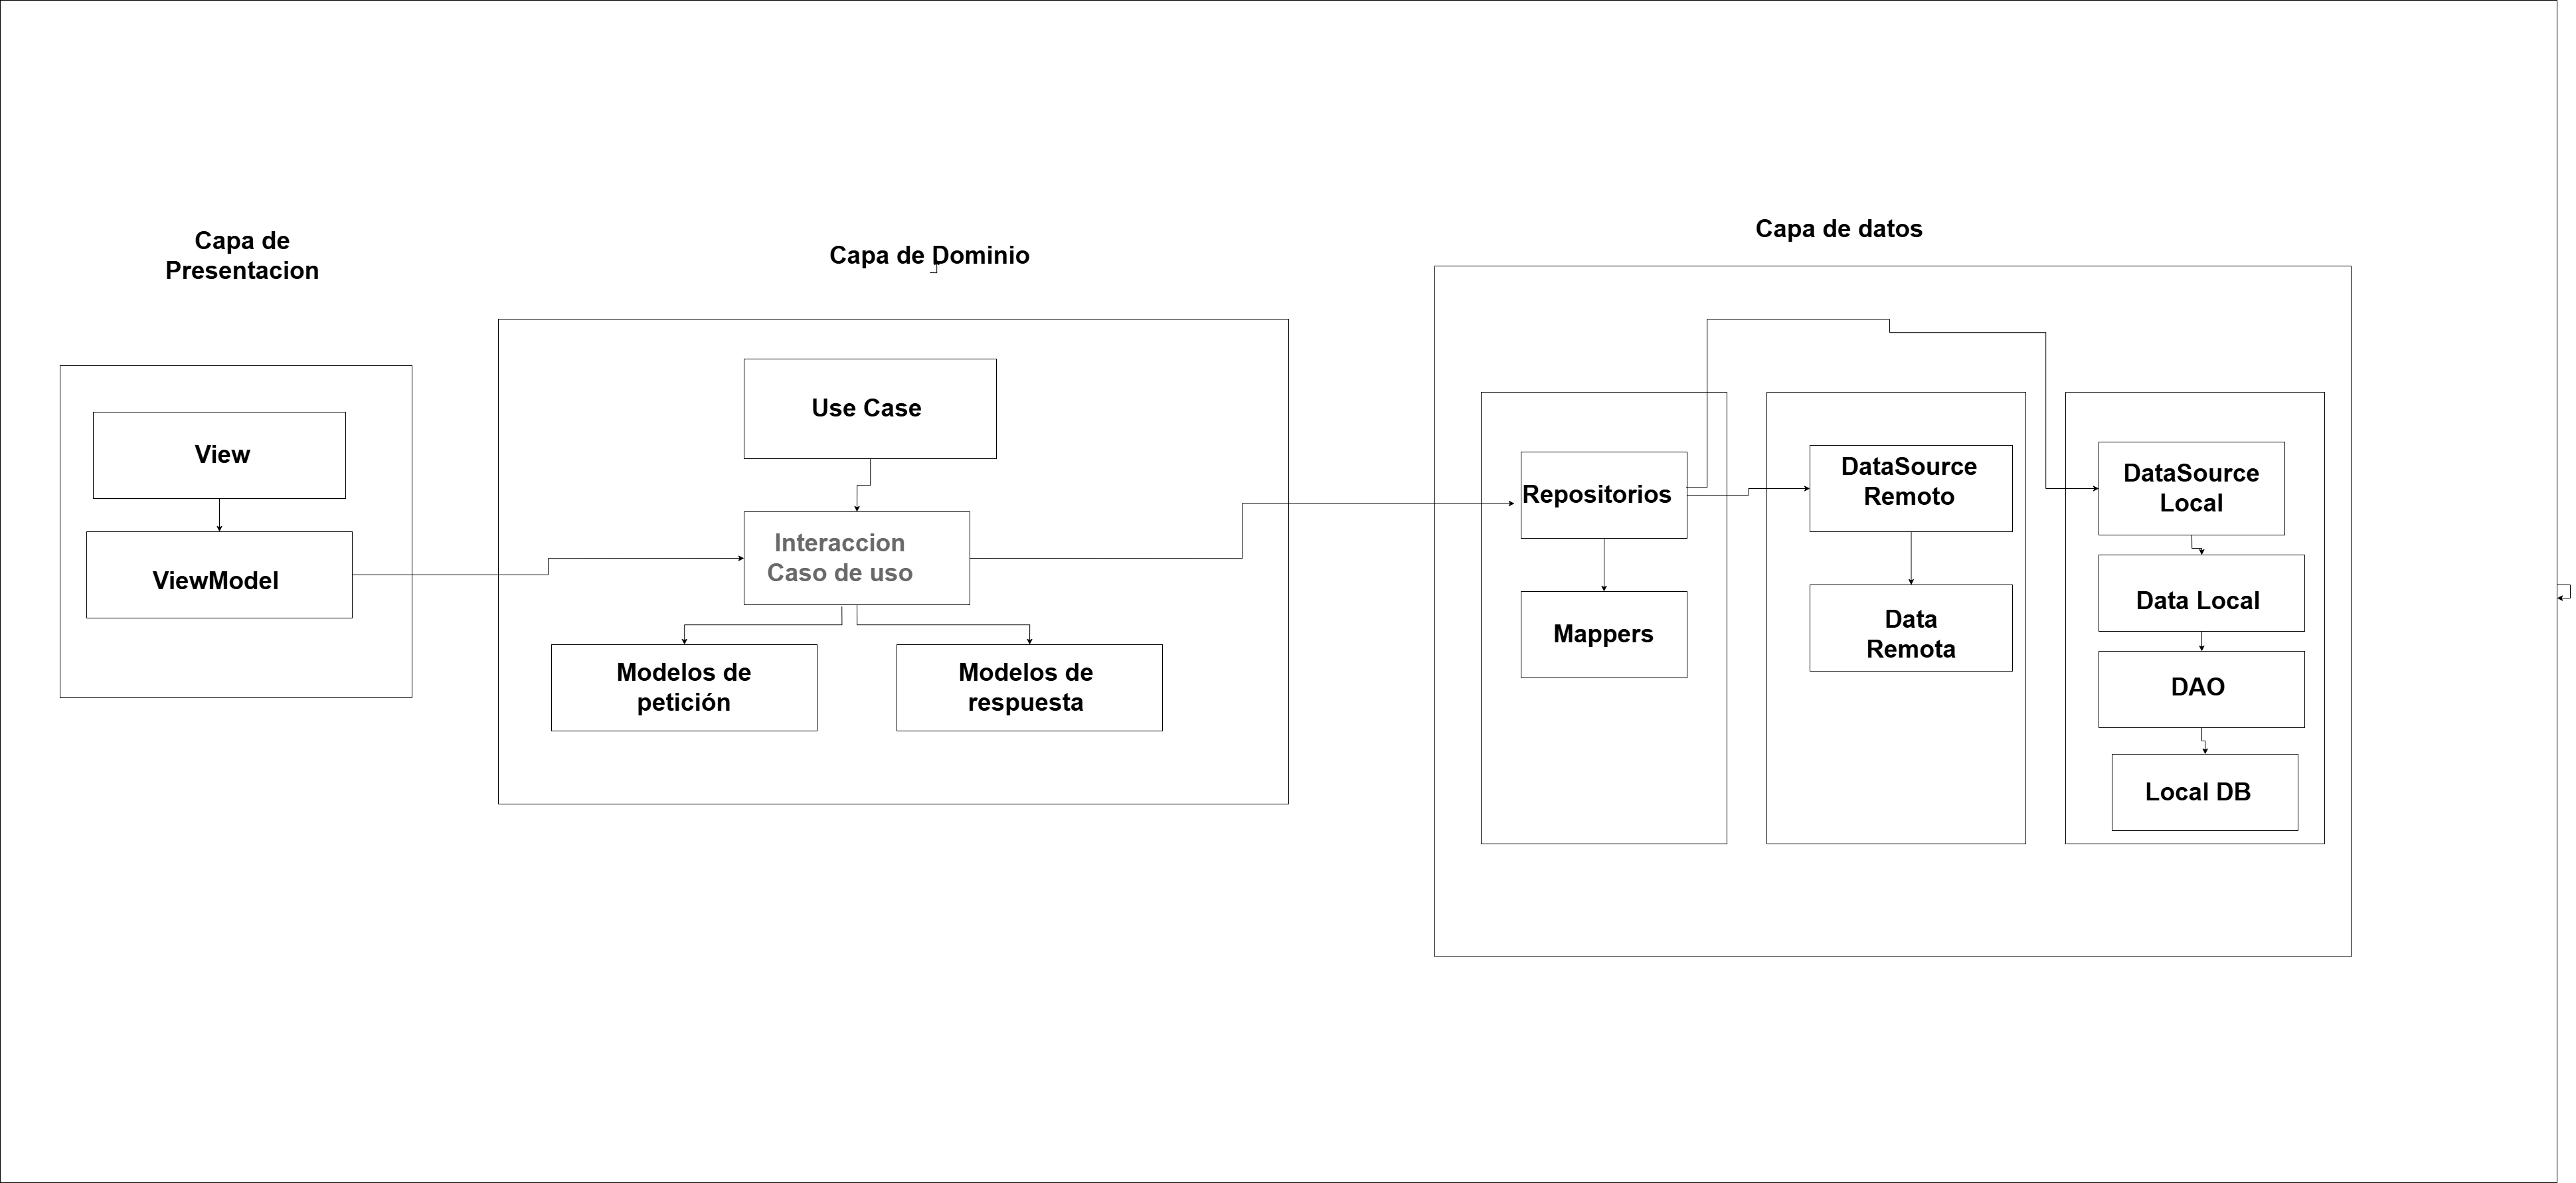 Capa de
Presentacion
View
ViewModel
Capa de Dominio
Use Case
Interaccion
Caso de uso
Modelos de
petición
Modelos de
respuesta
Capa de datos
Repositorios
Mappers
DataSource
Remoto
Data
Remota
DataSource
Local
Data Local
DAO
Local DB